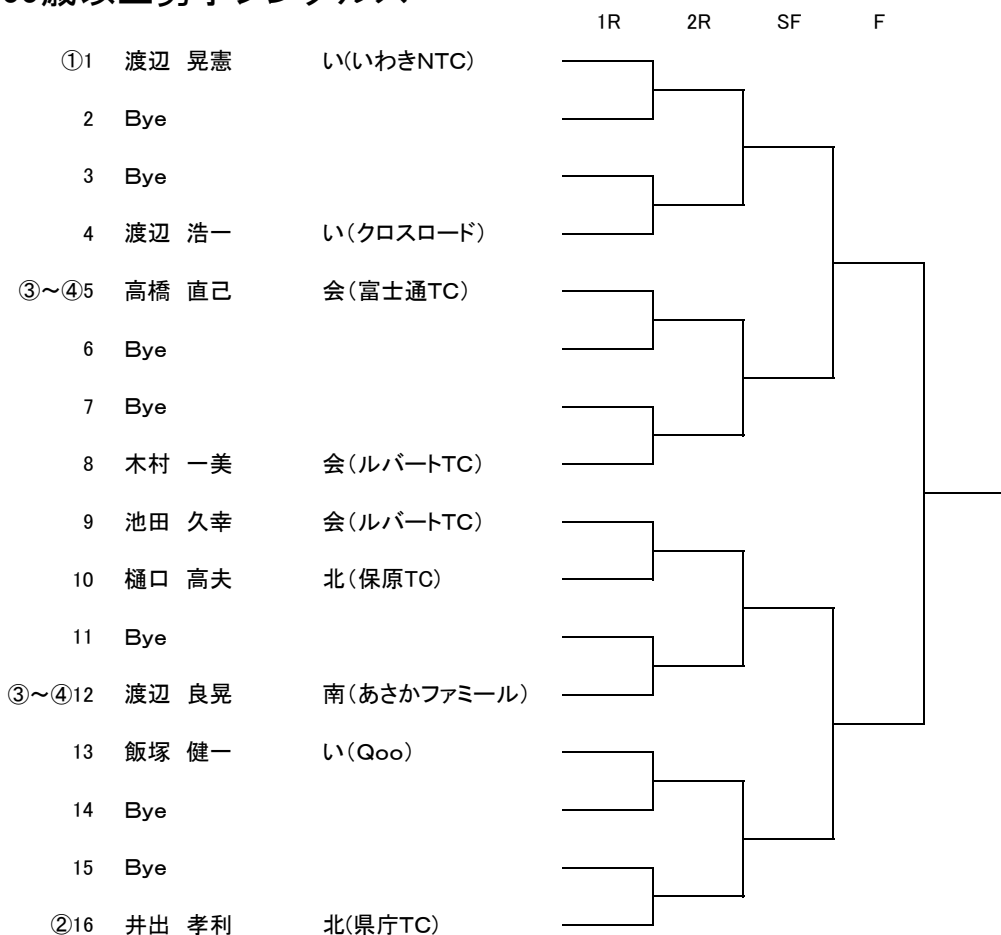 1R 2R SF F
①1 渡辺 晃憲 い(いわきNTC)
2 Bye
3 Bye
4 渡辺 浩一 い(クロスロード)
③～④5 高橋 直己 会(富士通TC)
6 Bye
7 Bye
8 木村 一美 会(ルバートTC)
9 池田 久幸 会(ルバートTC)
10 樋口 高夫 北(保原TC)
11 Bye
③～④12 渡辺 良晃 南(あさかファミール)
13 飯塚 健一 い(Qoo)
14 Bye
15 Bye
②16 井出 孝利 北(県庁TC)